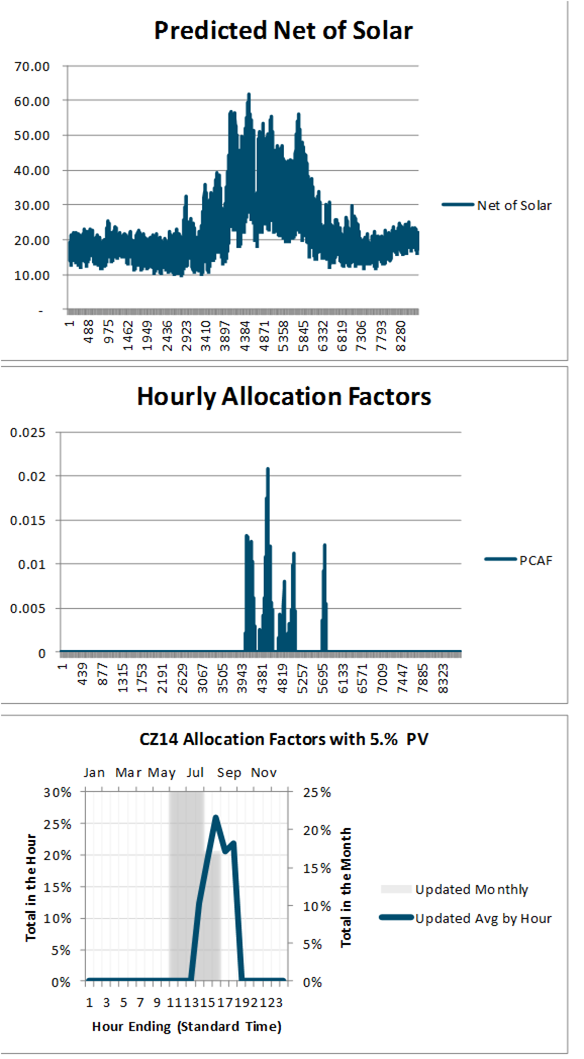 Predicted Net of Solar
70.00
60.00
50.00
40.00
30.00
20.00
10.00
-
Net of Solar
1 488 975 1462 1949 2436 2923 3410 3897 4384 4871 5358 5845 6332 6819 7306 7793 8280
Hourly Allocation Factors
0.025
0.02
0.015
0.01
0.005
0
PCAF
1 439 877 1315 1753 2191 2629 3067 3505 3943 4381 4819 5257 5695 6133 6571 7009 7447 7885 8323
CZ14 Allocation Factors with 5.% PV
Jan Mar May Jul Sep Nov
Total in the Hour
30%
25%
20%
15%
10%
5%
0%
25%
20%
15%
10%
5%
0%
Total in the Month
Updated Monthly
Updated Avg by Hour
1 3 5 7 9 11 13 15 17 19 21 23
Hour Ending (Standard Time)